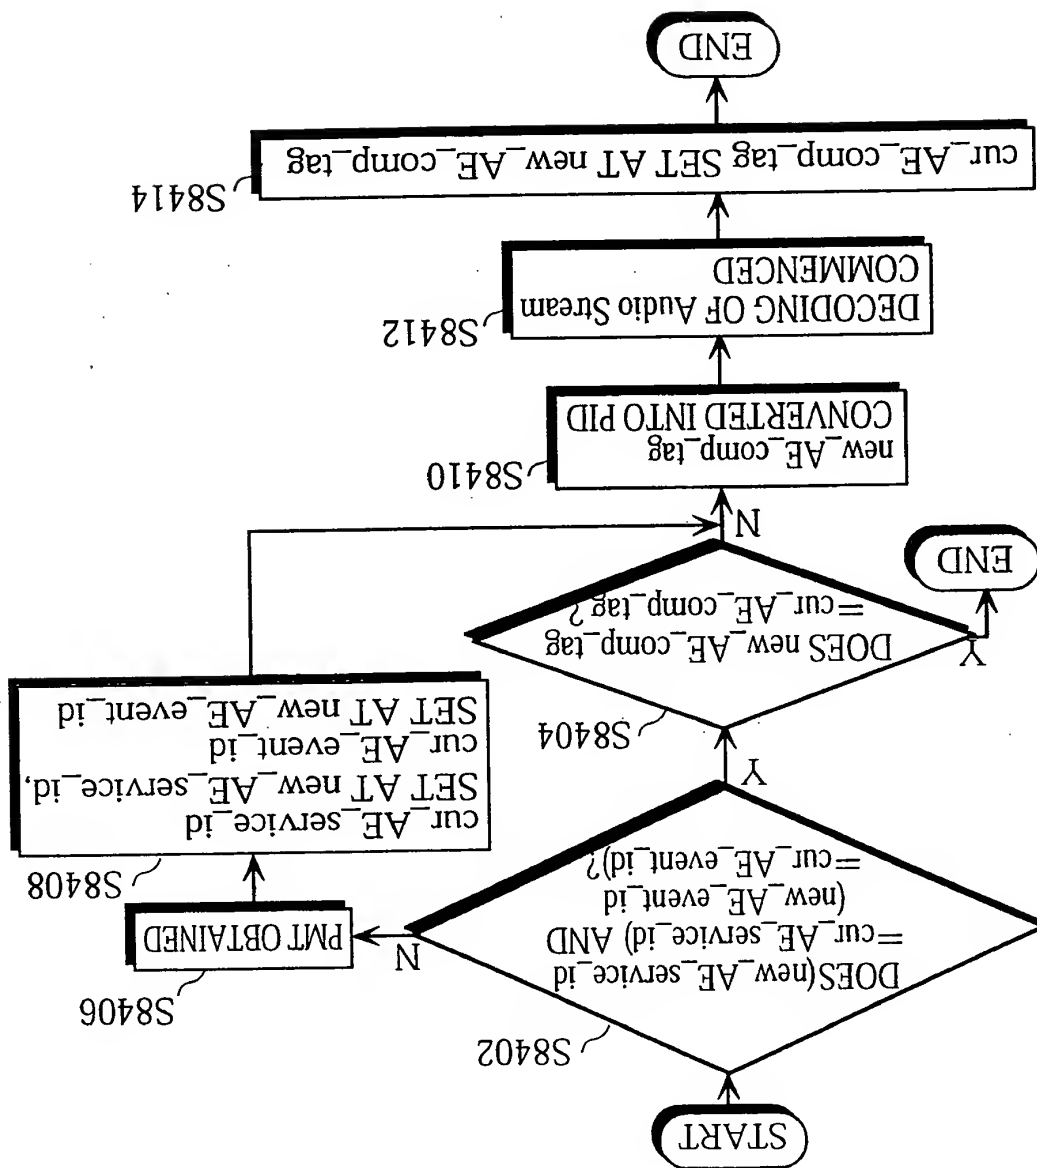 START
S8402
DOES(new_AE_service_id
=cur_AE_service_id) AND
(new_AE_event_id
=cur_AE_event_id)?
N
Y
S8406
PMT OBTAINED
S8408
cur_AE_service_id
SET AT new_AE_service_id,
cur_AE_event_id
SET AT new_AE_event_id
S8404
DOES new_AE_comp_tag
=cur_AE_comp_tag ?
Y
END
N
S8410
new_AE_comp_tag
CONVERTED INTO PID
S8412
DECODING OF Audio Stream
COMMENCED
S8414
cur_AE_comp_tag SET AT new_AE_comp_tag
END